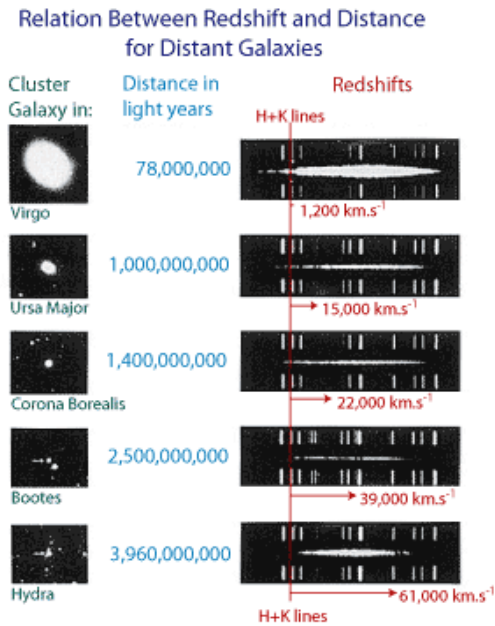 Relation Between Redshift and Distance
for Distant Galaxies
Cluster
Galaxy in:
Distance in
light years
Redshifts
H+K lines
78,000,000
1,200 km.s⁻¹
Virgo
1,000,000,000
15,000 km.s⁻¹
Ursa Major
1,400,000,000
22,000 km.s⁻¹
Corona Borealis
2,500,000,000
39,000 km.s⁻¹
Bootes
3,960,000,000
61,000 km.s⁻¹
Hydra
H+K lines